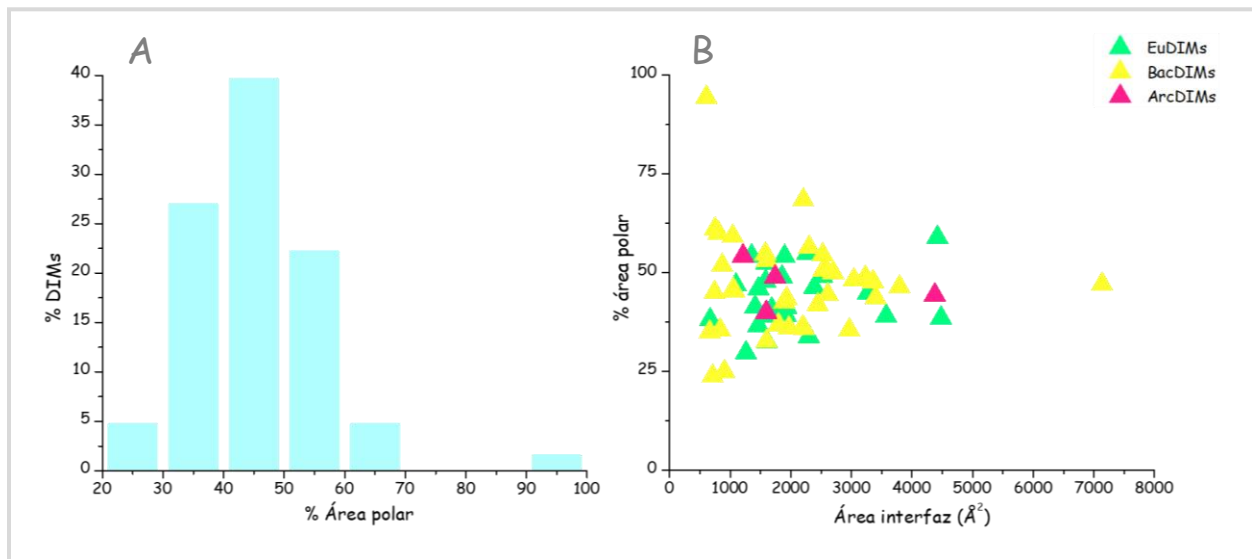 A
% DIMs
40
35
30
25
20
15
10
5
0
20 30 40 50 60 70 80 90 100
% Área polar
B
EuDIMs
BacDIMs
ArcDIMs
% área polar
100
75
50
25
0
0 1000 2000 3000 4000 5000 6000 7000 8000
Área interfaz (Å²)